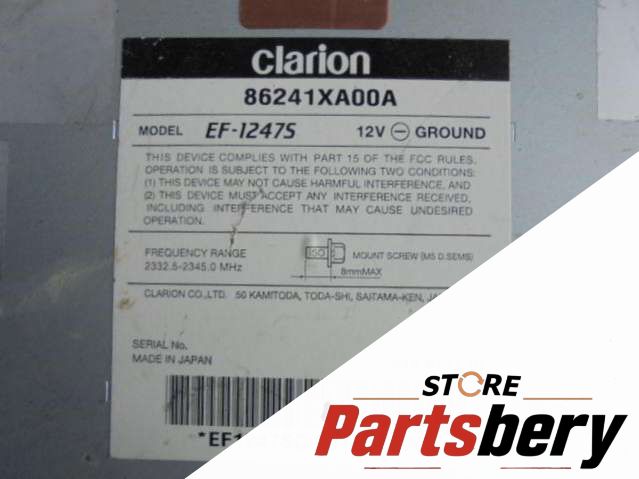 clarion
86241XA00A
MODEL EF-1247S 12V ⊖ GROUND
THIS DEVICE COMPLIES WITH PART 15 OF THE FCC RULES.
OPERATION IS SUBJECT TO THE FOLLOWING TWO CONDITIONS:
(1) THIS DEVICE MAY NOT CAUSE HARMFUL INTERFERENCE, AND
(2) THIS DEVICE MUST ACCEPT ANY INTERFERENCE RECEIVED,
INCLUDING INTERFERENCE THAT MAY CAUSE UNDESIRED
OPERATION.
FREQUENCY RANGE
2332.5-2345.0 MHz
MOUNT SCREW (M5 D.SEMS)
8mmMAX
CLARION CO.,LTD. 50 KAMITODA, TODA-SHI, SAITAMA-KEN,
SERIAL No.
MADE IN JAPAN
STORE
Partsbery